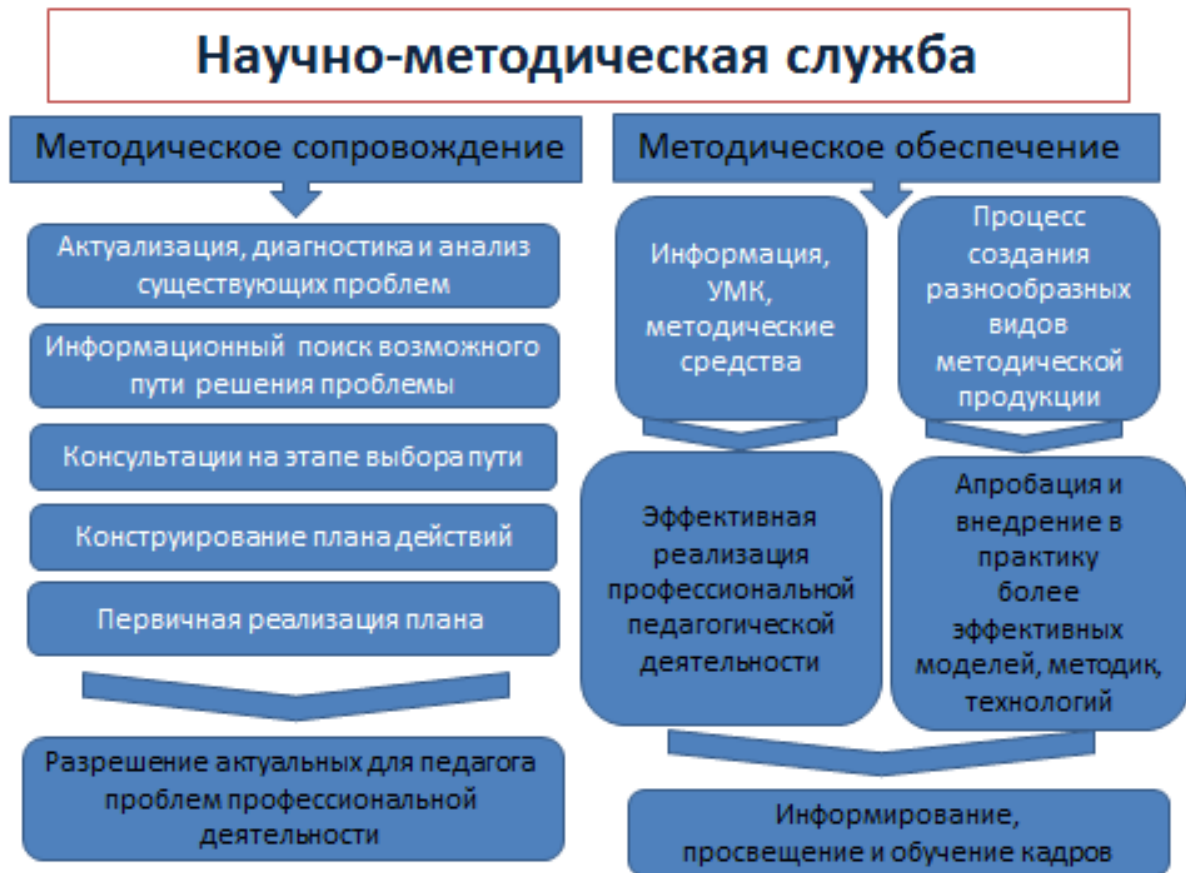 Научно-методическая служба
Методическое сопровождение
Актуализация, диагностика и анализ
существующих проблем
Информационный поиск возможного
пути решения проблемы
Консультации на этапе выбора пути
Конструирование плана действий
Первичная реализация плана
Разрешение актуальных для педагога
проблем профессиональной
деятельности
Методическое обеспечение
Информация,
УМК,
методические
средства
Процесс
создания
разнообразных
видов
методической
продукции
Эффективная
реализация
профессиональной
педагогической
деятельности
Апробация и
внедрение в
практику
более
эффективных
моделей, методик,
технологий
Информирование,
просвещение и обучение кадров